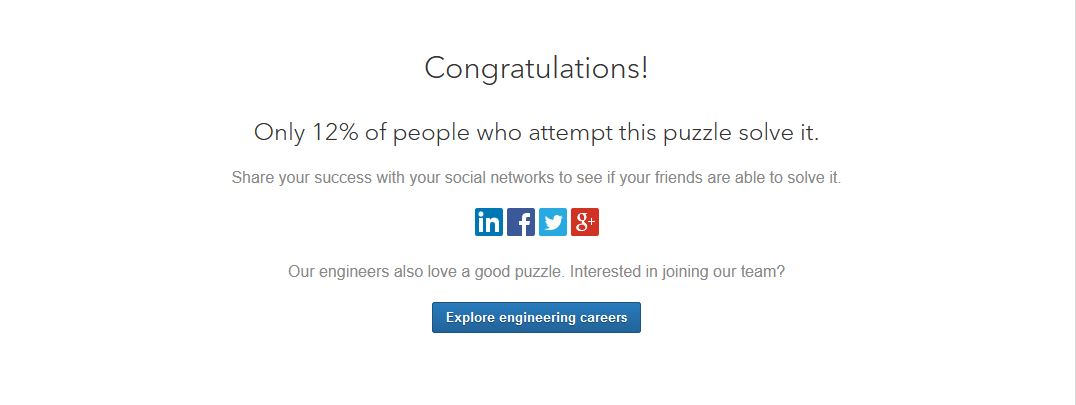 Congratulations!
Only 12% of people who attempt this puzzle solve it.
Share your success with your social networks to see if your friends are able to solve it.
in f g+
Our engineers also love a good puzzle. Interested in joining our team?
Explore engineering careers